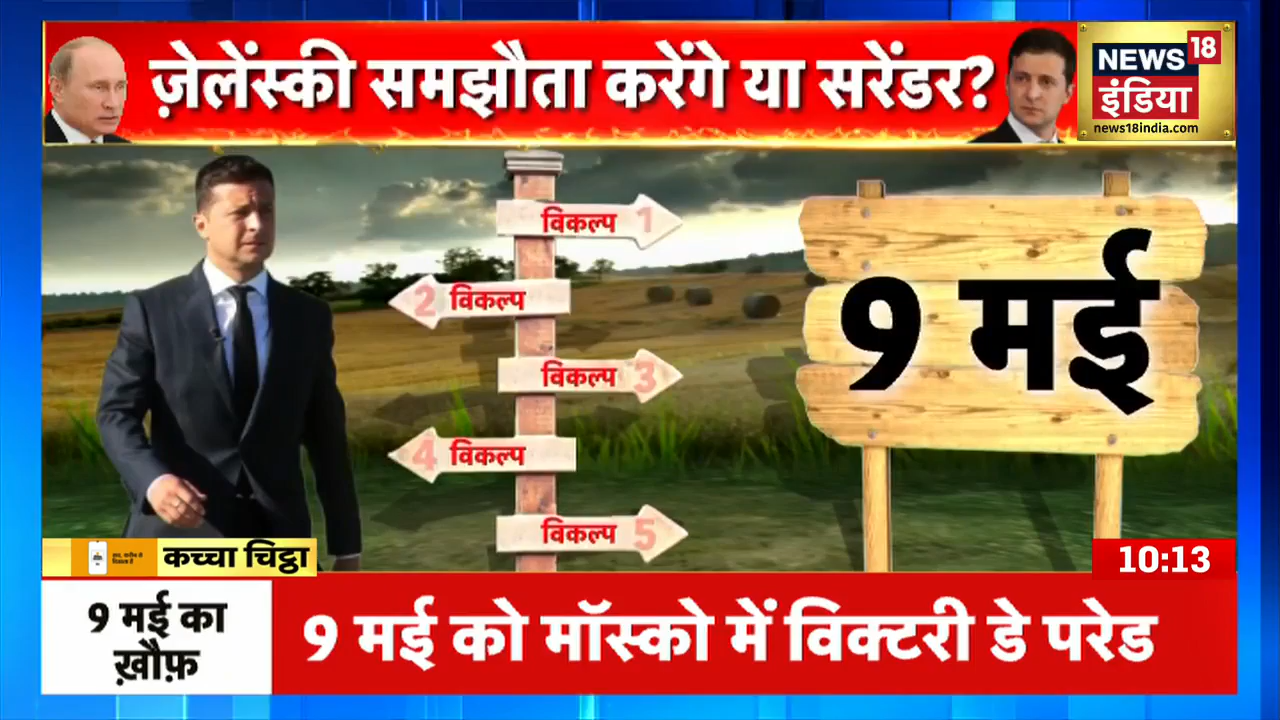 ज़ेलेंस्की समझौता करेंगे या सरेंडर?
NEWS 18
इंडिया
news18india.com
विकल्प 1
2 विकल्प
विकल्प 3
4 विकल्प
विकल्प 5
9 मई
कच्चा चिट्ठा
10:13
9 मई का
ख़ौफ़
9 मई को मॉस्को में विक्टरी डे परेड